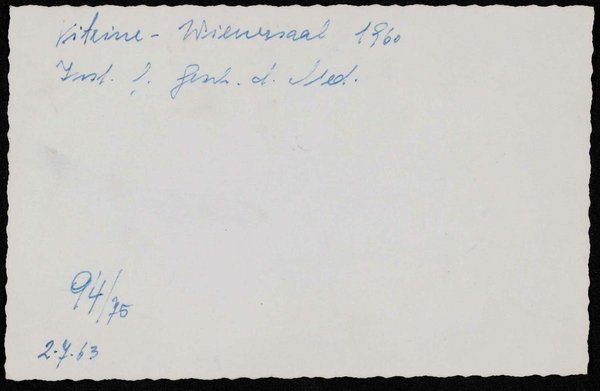 Vitrine - Wienersaal 1960
Inst. f. Gesch. d. Med.
94/75
2.7.63